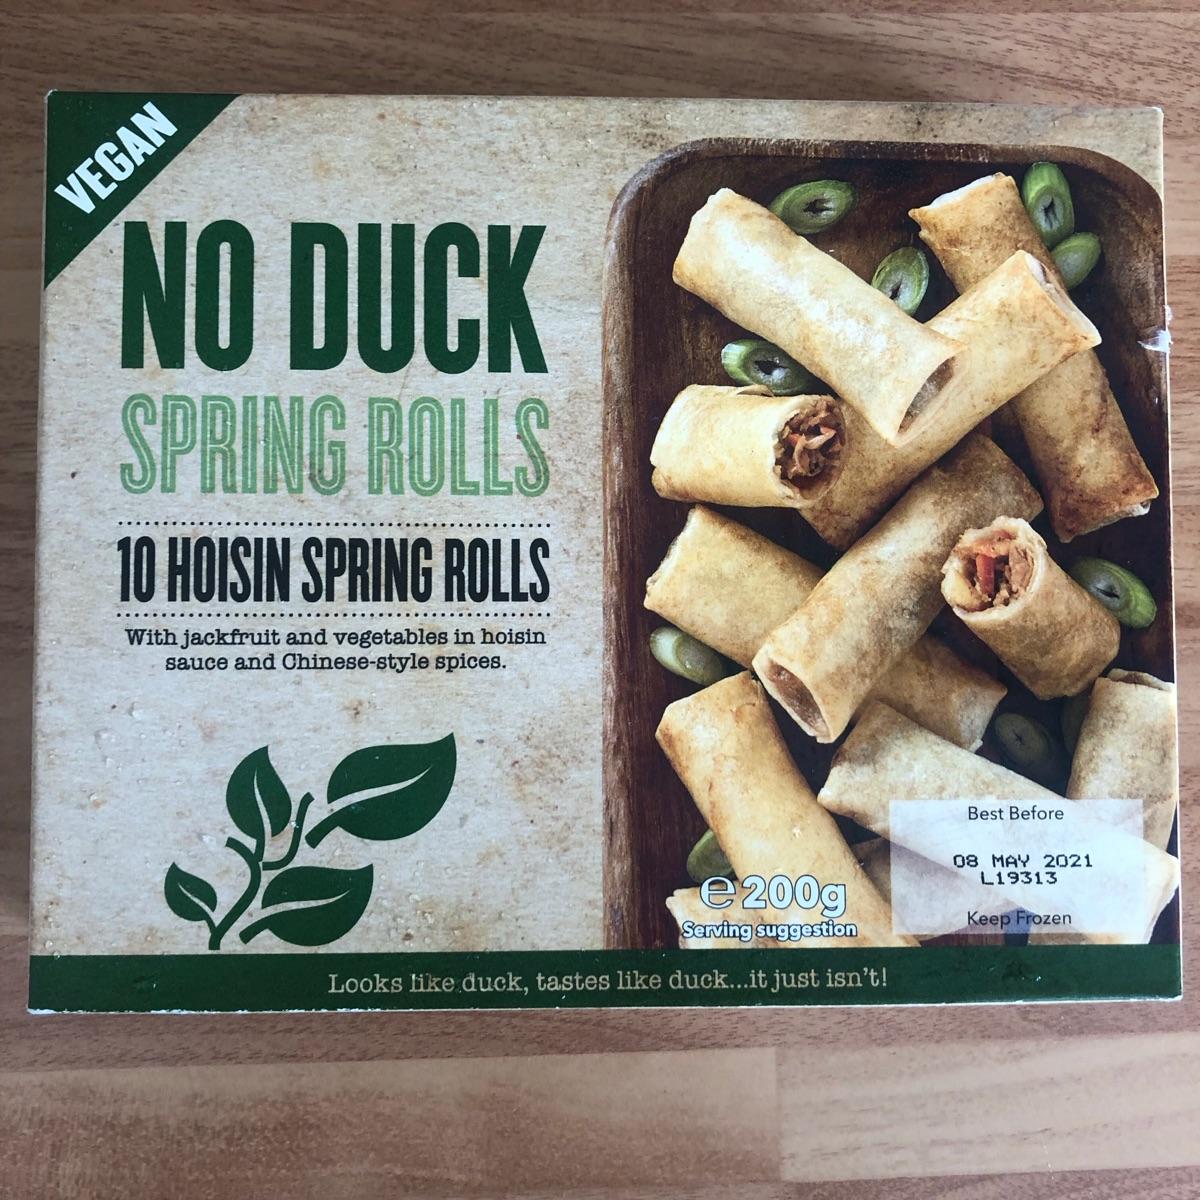 VEGAN
NO DUCK
SPRING ROLLS
10 HOISIN SPRING ROLLS
With jackfruit and vegetables in hoisin
sauce and Chinese-style spices.
Best Before
08 MAY 2021
L19313
Keep Frozen
℮200g
Serving suggestion
Looks like duck, tastes like duck...it just isn't!